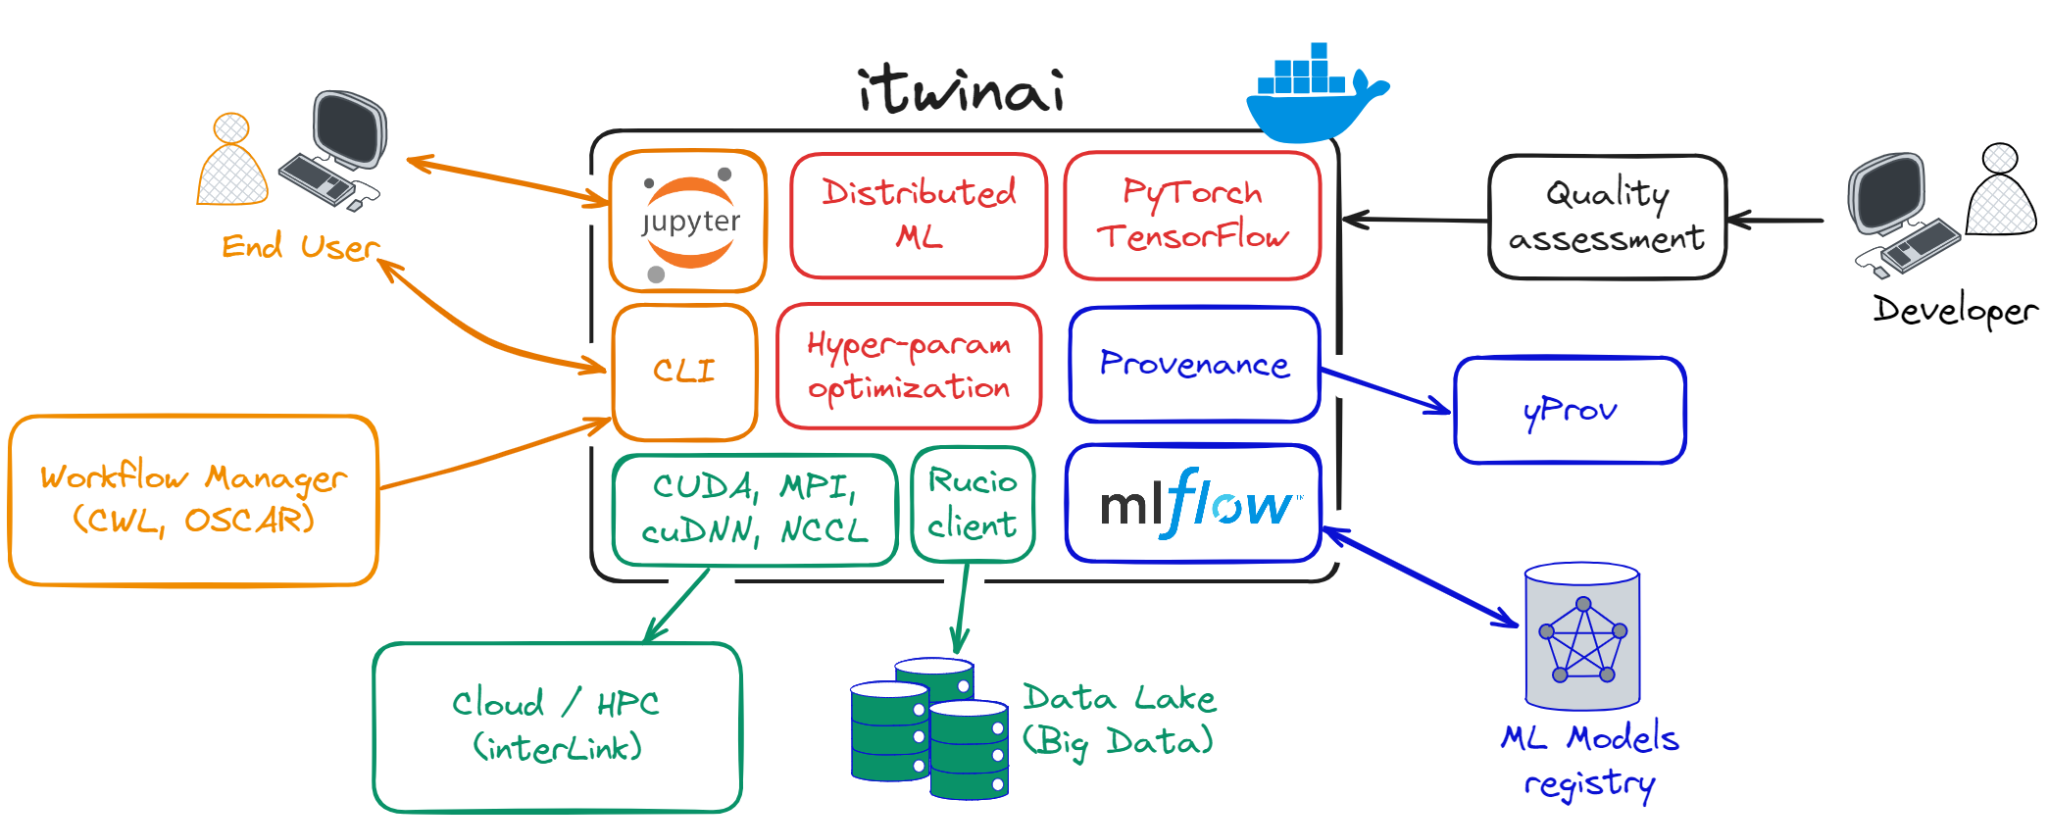 itwinai
End User
jupyter
Distributed
ML
PyTorch
TensorFlow
Quality
assessment
Developer
CLI
Hyper-param
optimization
Provenance
yProv
Workflow Manager
(CWL, OSCAR)
CUDA, MPI,
cuDNN, NCCL
Rucio
client
mlflow™
Cloud / HPC
(interLink)
Data Lake
(Big Data)
ML Models
registry